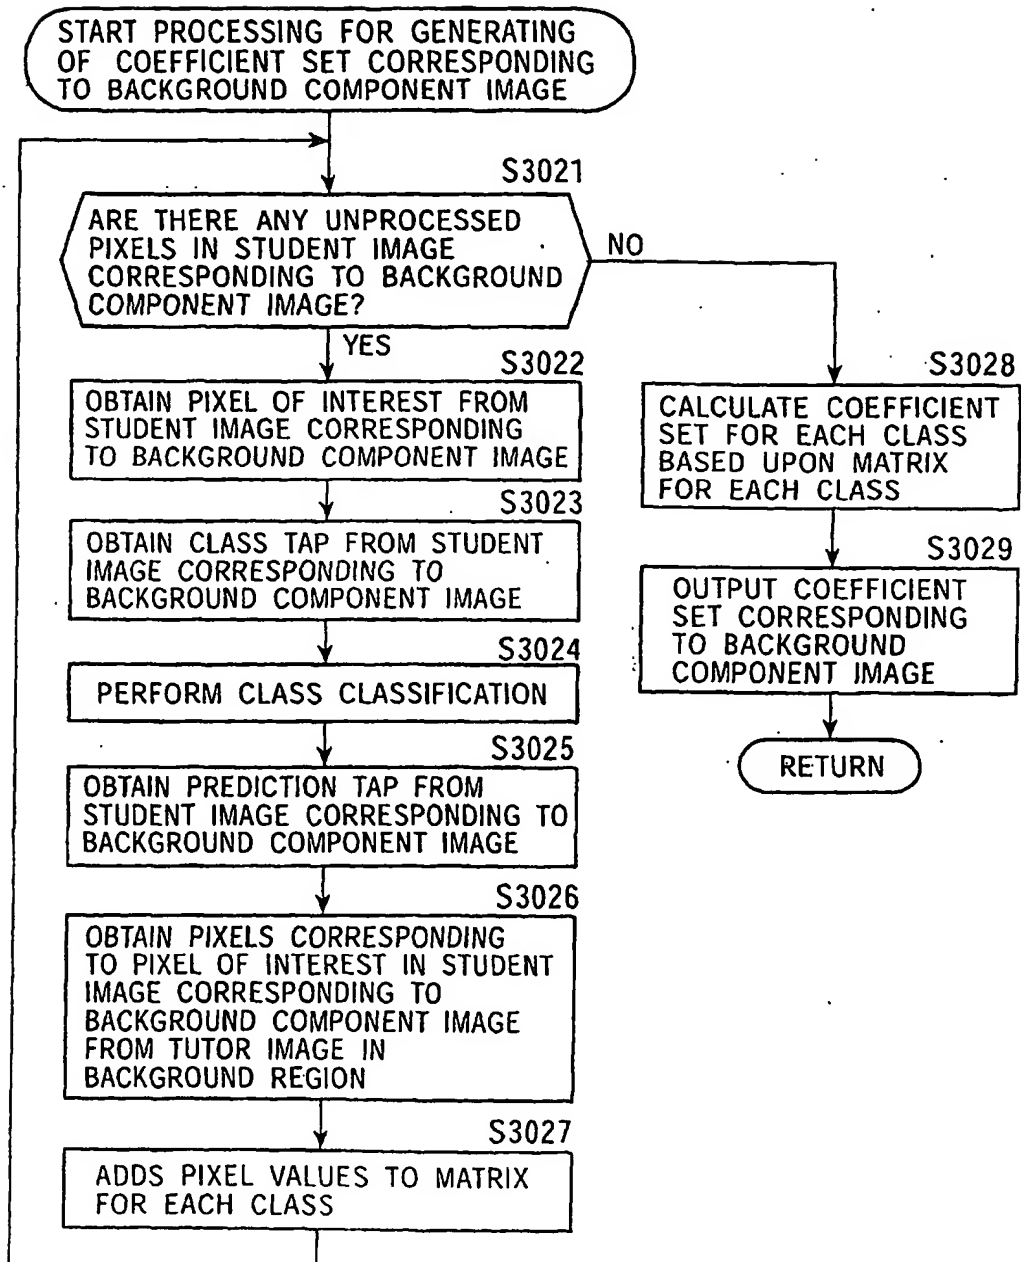 START PROCESSING FOR GENERATING
OF COEFFICIENT SET CORRESPONDING
TO BACKGROUND COMPONENT IMAGE
S3021
ARE THERE ANY UNPROCESSED
PIXELS IN STUDENT IMAGE
CORRESPONDING TO BACKGROUND
COMPONENT IMAGE?
NO
YES
S3022
OBTAIN PIXEL OF INTEREST FROM
STUDENT IMAGE CORRESPONDING
TO BACKGROUND COMPONENT IMAGE
S3023
OBTAIN CLASS TAP FROM STUDENT
IMAGE CORRESPONDING TO
BACKGROUND COMPONENT IMAGE
S3024
PERFORM CLASS CLASSIFICATION
S3025
OBTAIN PREDICTION TAP FROM
STUDENT IMAGE CORRESPONDING TO
BACKGROUND COMPONENT IMAGE
S3026
OBTAIN PIXELS CORRESPONDING
TO PIXEL OF INTEREST IN STUDENT
IMAGE CORRESPONDING TO
BACKGROUND COMPONENT IMAGE
FROM TUTOR IMAGE IN
BACKGROUND REGION
S3027
ADDS PIXEL VALUES TO MATRIX
FOR EACH CLASS
S3028
CALCULATE COEFFICIENT
SET FOR EACH CLASS
BASED UPON MATRIX
FOR EACH CLASS
S3029
OUTPUT COEFFICIENT
SET CORRESPONDING
TO BACKGROUND
COMPONENT IMAGE
RETURN